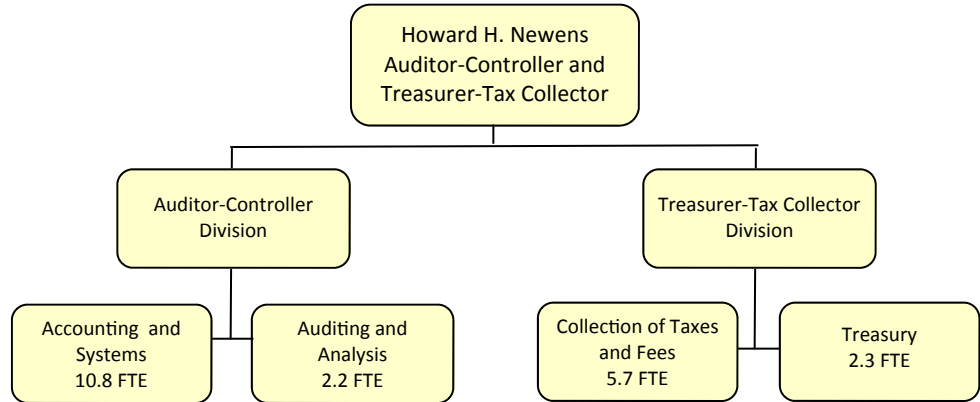 Howard H. Newens
Auditor-Controller and
Treasurer-Tax Collector
Auditor-Controller
Division
Treasurer-Tax Collector
Division
Accounting and
Systems
10.8 FTE
Auditing and
Analysis
2.2 FTE
Collection of Taxes
and Fees
5.7 FTE
Treasury
2.3 FTE